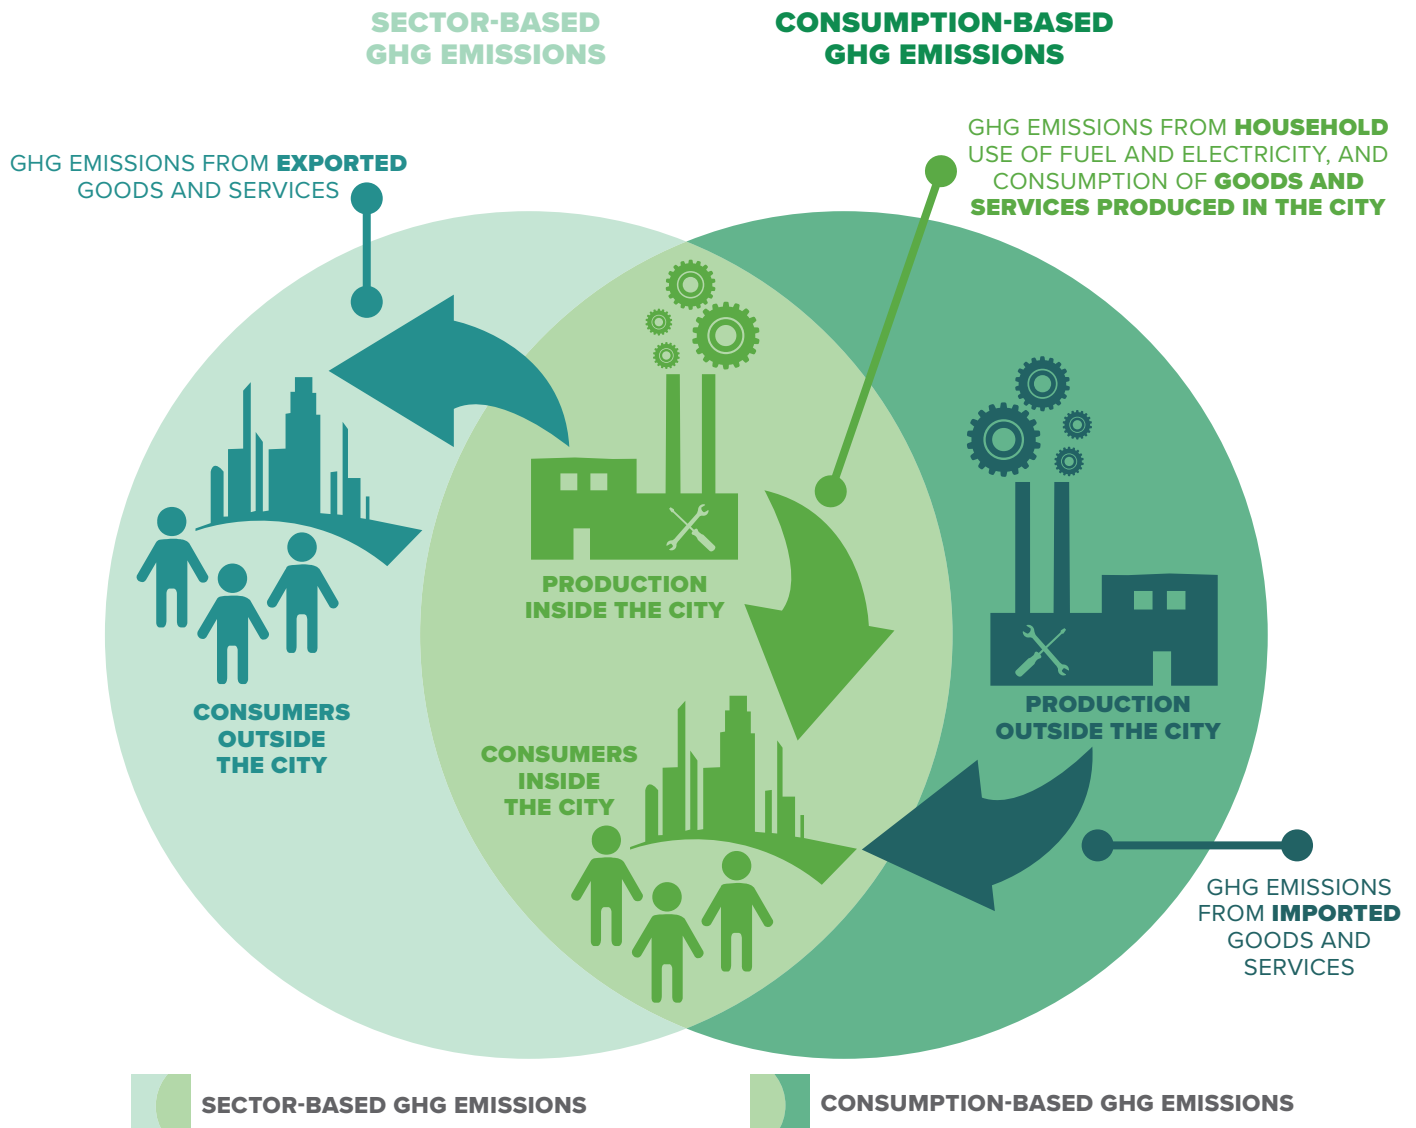 SECTOR-BASED
GHG EMISSIONS
CONSUMPTION-BASED
GHG EMISSIONS
GHG EMISSIONS FROM EXPORTED
GOODS AND SERVICES
GHG EMISSIONS FROM HOUSEHOLD
USE OF FUEL AND ELECTRICITY, AND
CONSUMPTION OF GOODS AND
SERVICES PRODUCED IN THE CITY
PRODUCTION
INSIDE THE CITY
CONSUMERS
OUTSIDE
THE CITY
PRODUCTION
OUTSIDE THE CITY
CONSUMERS
INSIDE
THE CITY
GHG EMISSIONS
FROM IMPORTED
GOODS AND
SERVICES
SECTOR-BASED GHG EMISSIONS
CONSUMPTION-BASED GHG EMISSIONS